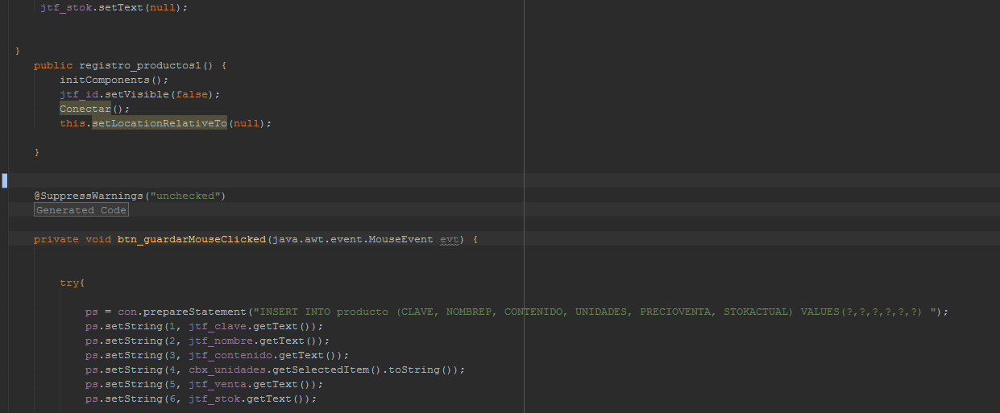 jtf_stok.setText(null);
}
public registro_productos1() {
initComponents();
jtf_id.setVisible(false);
Conectar();
this.setLocationRelativeTo(null);
}
@SuppressWarnings("unchecked")
Generated Code
private void btn_guardarMouseClicked(java.awt.event.MouseEvent evt) {
try{
ps = con.prepareStatement("INSERT INTO producto (CLAVE, NOMBREP, CONTENIDO, UNIDADES, PRECIOVENTA, STOKACTUAL) VALUES(?,?,?,?,?,?) ");
ps.setString(1, jtf_clave.getText());
ps.setString(2, jtf_nombre.getText());
ps.setString(3, jtf_contenido.getText());
ps.setString(4, cbx_unidades.getSelectedItem().toString());
ps.setString(5, jtf_venta.getText());
ps.setString(6, jtf_stok.getText());